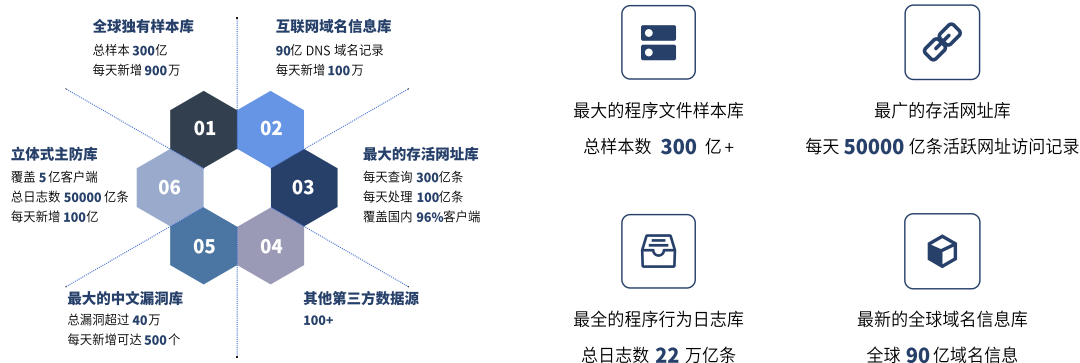 全球独有样本库
总样本 300亿
每天新增 900万
互联网域名信息库
90亿 DNS 域名记录
每天新增 100万
01
02
立体式主防库
覆盖 5 亿客户端
总日志数 50000 亿条
每天新增 100亿
06
03
最大的存活网址库
每天查询 300亿条
每天处理 100亿条
覆盖国内 96%客户端
05
04
最大的中文漏洞库
总漏洞超过 40万
每天新增可达 500个
其他第三方数据源
100+
最大的程序文件样本库
总样本数 300 亿 +
最广的存活网址库
每天 50000 亿条活跃网址访问记录
最全的程序行为日志库
总日志数 22 万亿条
最新的全球域名信息库
全球 90 亿域名信息